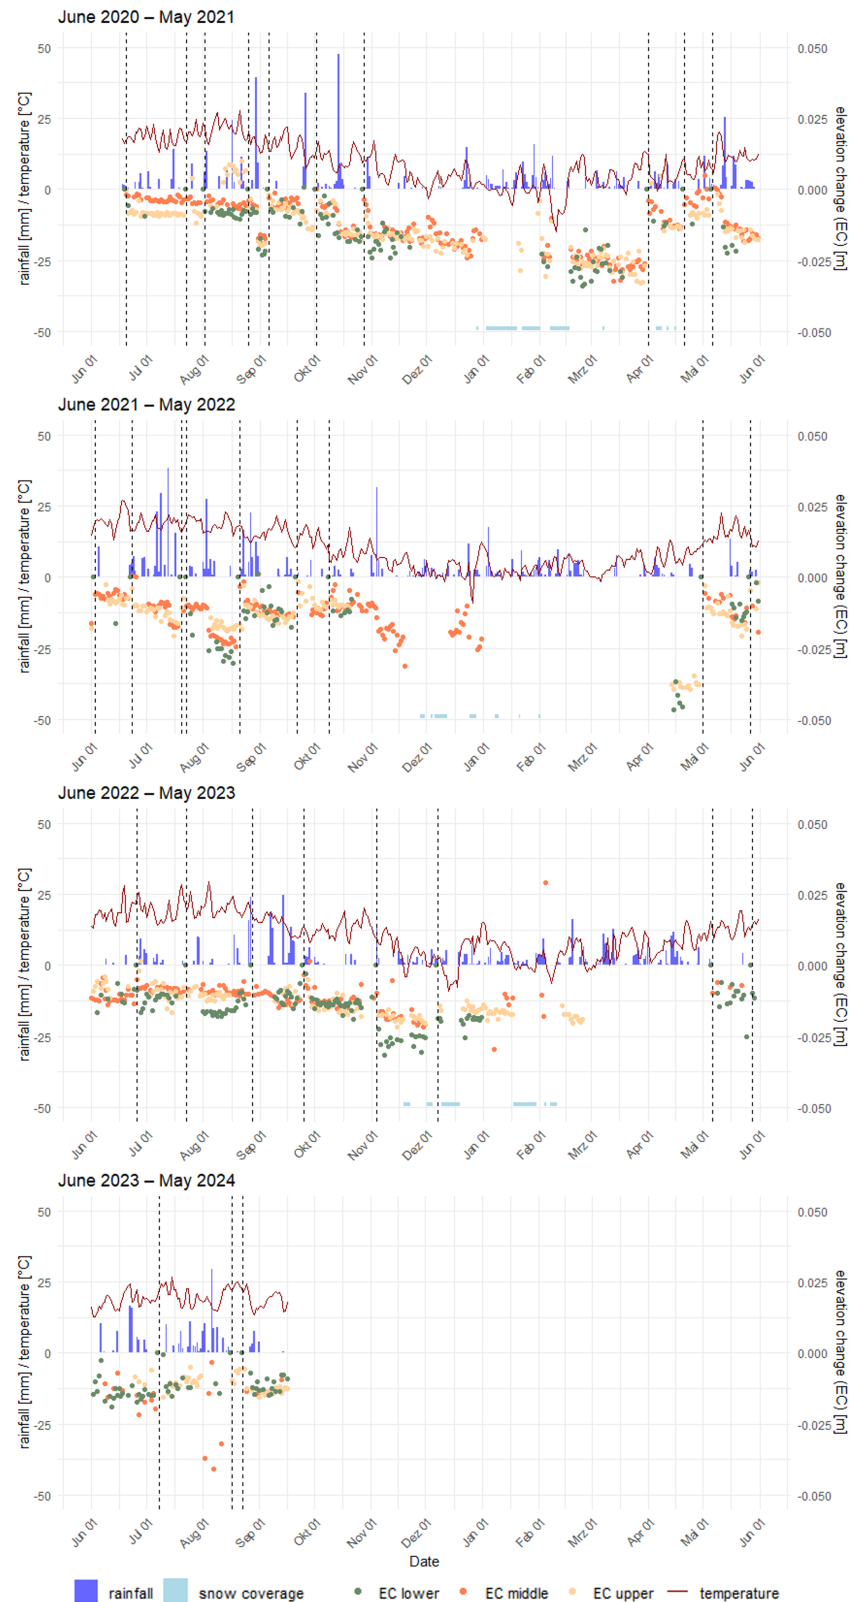 June 2020 – May 2021
rainfall [mm] / temperature [°C]
50
25
0
-25
-50
0.050
0.025
0.000
-0.025
-0.050
elevation change (EC) [m]
Jun 01
Jul 01
Aug 01
Sep 01
Okt 01
Nov 01
Dez 01
Jan 01
Feb 01
Mrz 01
Apr 01
Mai 01
Jun 01
June 2021 – May 2022
rainfall [mm] / temperature [°C]
50
25
0
-25
-50
0.050
0.025
0.000
-0.025
-0.050
elevation change (EC) [m]
Jun 01
Jul 01
Aug 01
Sep 01
Okt 01
Nov 01
Dez 01
Jan 01
Feb 01
Mrz 01
Apr 01
Mai 01
Jun 01
June 2022 – May 2023
rainfall [mm] / temperature [°C]
50
25
0
-25
-50
0.050
0.025
0.000
-0.025
-0.050
elevation change (EC) [m]
Jun 01
Jul 01
Aug 01
Sep 01
Okt 01
Nov 01
Dez 01
Jan 01
Feb 01
Mrz 01
Apr 01
Mai 01
Jun 01
June 2023 – May 2024
rainfall [mm] / temperature [°C]
50
25
0
-25
-50
0.050
0.025
0.000
-0.025
-0.050
elevation change (EC) [m]
Jun 01
Jul 01
Aug 01
Sep 01
Okt 01
Nov 01
Dez 01
Jan 01
Feb 01
Mrz 01
Apr 01
Mai 01
Jun 01
Date
rainfall
snow coverage
EC lower
EC middle
EC upper
temperature